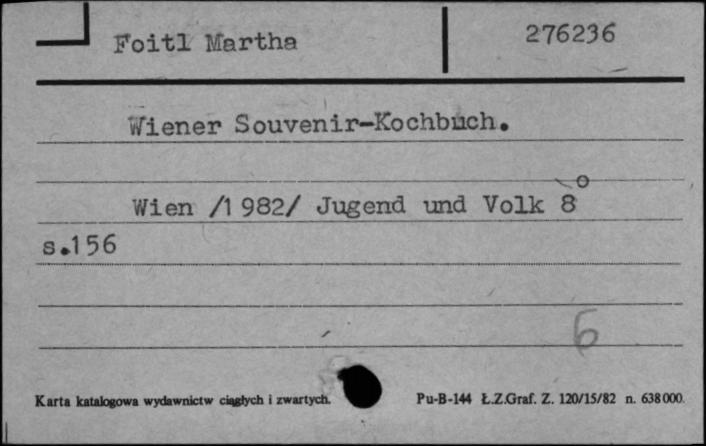 Foitl Martha 276236
Wiener Souvenir-Kochbuch.
Wien /1982/ Jugend und Volk 8°
s.156
6
Karta katalogowa wydawnictw ciągłych i zwartych. Pu-B-144 Ł.Z.Graf. Z. 120/15/82 n. 638000.